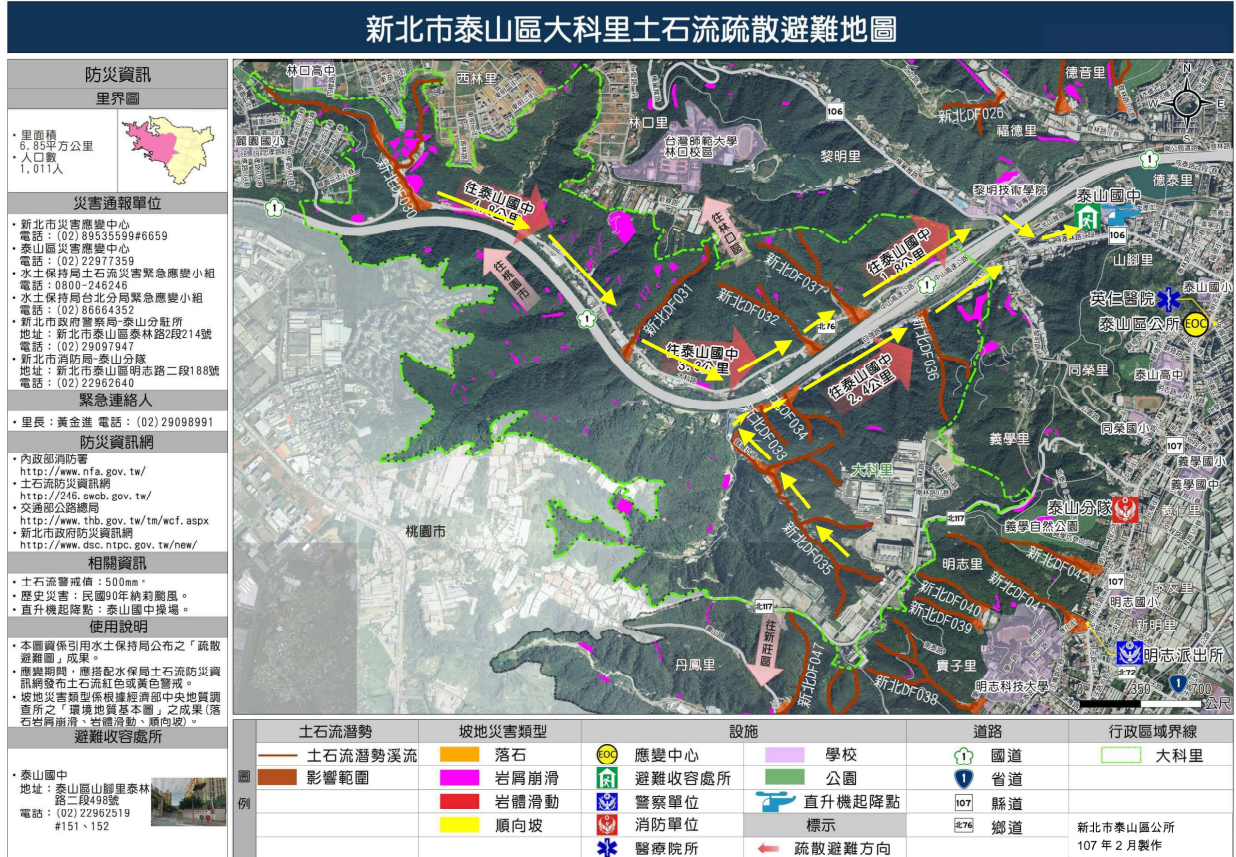 新北市泰山區大科里土石流疏散避難地圖
防災資訊
里界圖
・里面積
6.85平方公里
・人口數
1,011人
災害通報單位
・新北市災害應變中心
電話：(02)89535599#6659
・泰山區災害應變中心
電話：(02)22977359
・水土保持局土石流災害緊急應變小組
電話：0800-246246
・水土保持局台北分局緊急應變小組
電話：(02)86664352
・新北市政府警察局-泰山分駐所
地址：新北市泰山區泰林路2段214號
電話：(02)29097947
・新北市消防局-泰山分隊
地址：新北市泰山區明志路二段188號
電話：(02)22962640
緊急連絡人
・里長：黃金進 電話：(02)29098991
防災資訊網
・內政部消防署
http://www.nfa.gov.tw/
・土石流防災資訊網
http://246.swcb.gov.tw/
・交通部公路總局
http://www.thb.gov.tw/tm/wcf.aspx
・新北市政府防災資訊網
http://www.dsc.ntpc.gov.tw/new/
相關資訊
・土石流警戒值：500mm。
・歷史災害：民國90年納莉颱風。
・直升機起降點：泰山國中操場。
使用說明
・本圖資係引用水土保持局公布之「疏散
避難圖」成果。
・應變期間，應搭配水保局土石流防災資
訊網發布土石流紅色或黃色警戒。
・坡地災害類型係根據經濟部中央地質調
查所之「環境地質基本圖」之成果(落
石岩屑崩滑、岩體滑動、順向坡)。
避難收容處所
・泰山國中
地址：泰山區山腳里泰林
路二段498號
電話：(02)22962519
#151、152
林口高中
西林里
林口里
106
台灣師範大學
林口校區
黎明里
新北DF026
福德里
德音里
N
W
E
S
1
德泰里
麗園國小
新北DF030
1
往泰山國中
4.8公里
往桃園市
往林口區
黎明技術學院
泰山國中
106
山腳里
往泰山國中
1.8公里
新北DF037
新北DF031
新北DF032
北76
1
1
往泰山國中
往泰山國中
2.4公里
新北DF036
英仁醫院
泰山國小
泰山區公所
EOC
同榮里
泰山高中
同榮國小
107
義學里
義學國小
義學國中
新北DF034
新北DF033
大科里
新北DF035
桃園市
北117
義學自然公園
泰山分隊
義仁里
明志里
新北DF042
新北DF041
新北DF040
新北DF039
107
泰友里
明志國小
新明里
明志派出所
北72
1
北117
往新莊區
丹鳳里
新北DF047
新北DF038
貴子里
明志科技大學
0
350
700
公尺
圖例
土石流潛勢
坡地災害類型
設施
道路
行政區域界線
土石流潛勢溪流
落石
EOC
應變中心
學校
1
國道
大科里
影響範圍
岩屑崩滑
避難收容處所
公園
1
省道
岩體滑動
警察單位
直升機起降點
107
縣道
順向坡
消防單位
標示
北76
鄉道
醫療院所
疏散避難方向
新北市泰山區公所
107 年 2 月製作